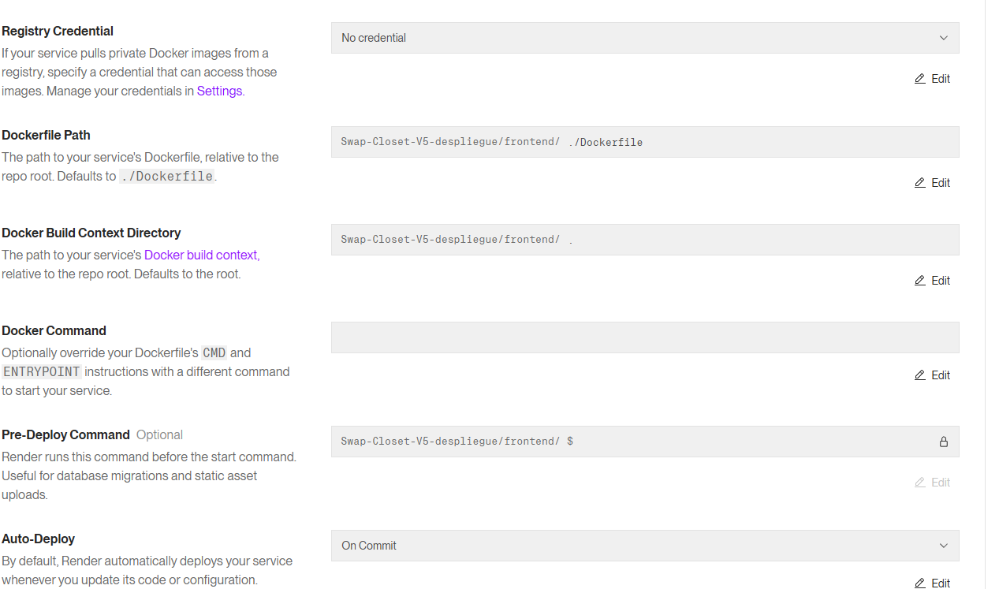 Registry Credential
If your service pulls private Docker images from a
registry, specify a credential that can access those
images. Manage your credentials in Settings.
No credential
Edit
Dockerfile Path
The path to your service's Dockerfile, relative to the
repo root. Defaults to ./Dockerfile.
Swap-Closet-V5-despliegue/frontend/ ./Dockerfile
Edit
Docker Build Context Directory
The path to your service's Docker build context,
relative to the repo root. Defaults to the root.
Swap-Closet-V5-despliegue/frontend/ .
Edit
Docker Command
Optionally override your Dockerfile's CMD and
ENTRYPOINT instructions with a different command
to start your service.
Edit
Pre-Deploy Command Optional
Render runs this command before the start command.
Useful for database migrations and static asset
uploads.
Swap-Closet-V5-despliegue/frontend/ $
Edit
Auto-Deploy
By default, Render automatically deploys your service
whenever you update its code or configuration.
On Commit
Edit